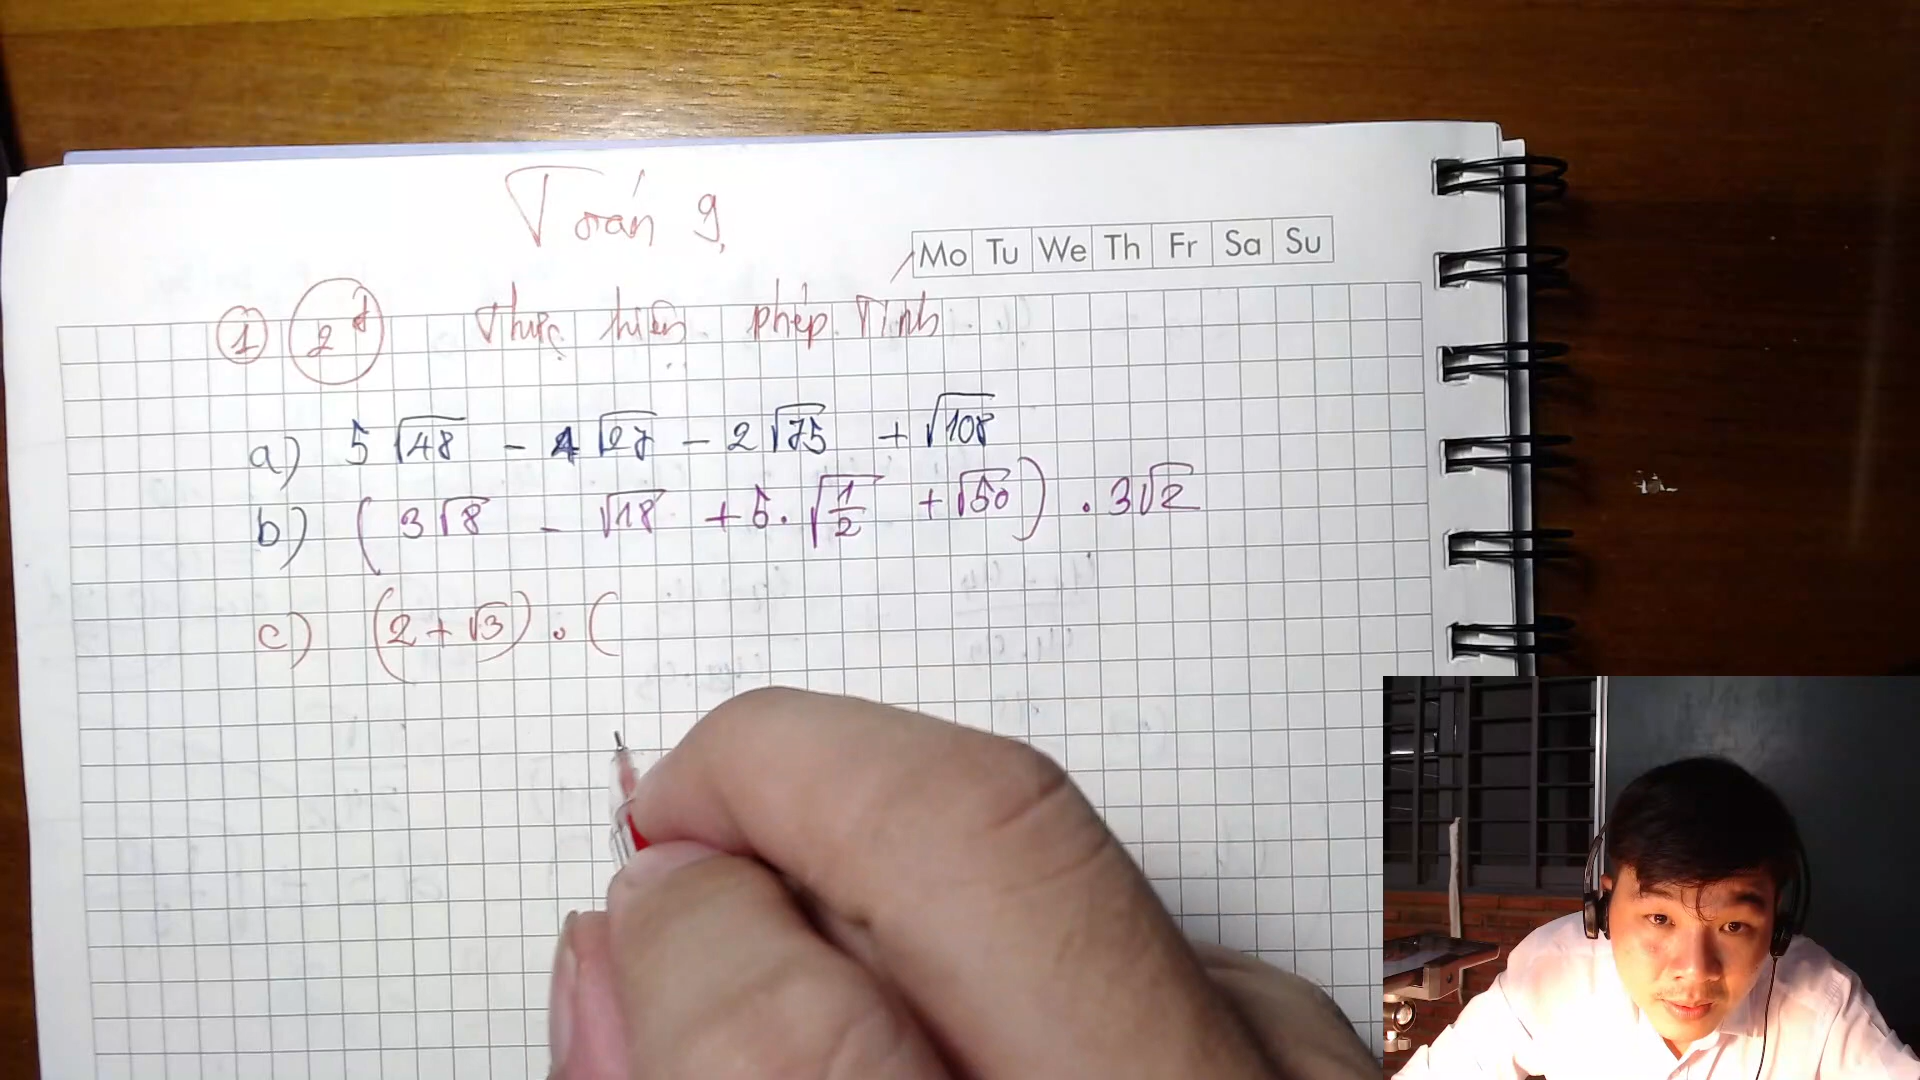 Toán 9
Mo Tu We Th Fr Sa Su
① 2đ Thực hiện phép Tính
a) 5√48 - 4√27 - 2√75 + √108
b) (3√8 - √18 + 5.√(1/2) + √50) . 3√2
c) (2 + √3) . (